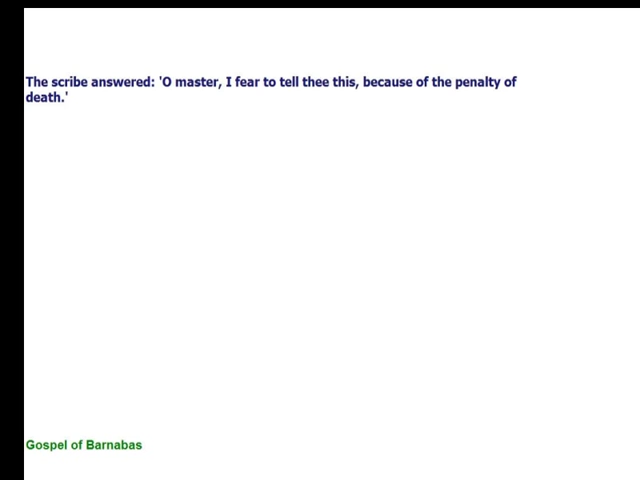 The scribe answered: 'O master, I fear to tell thee this, because of the penalty of
death.'
Gospel of Barnabas